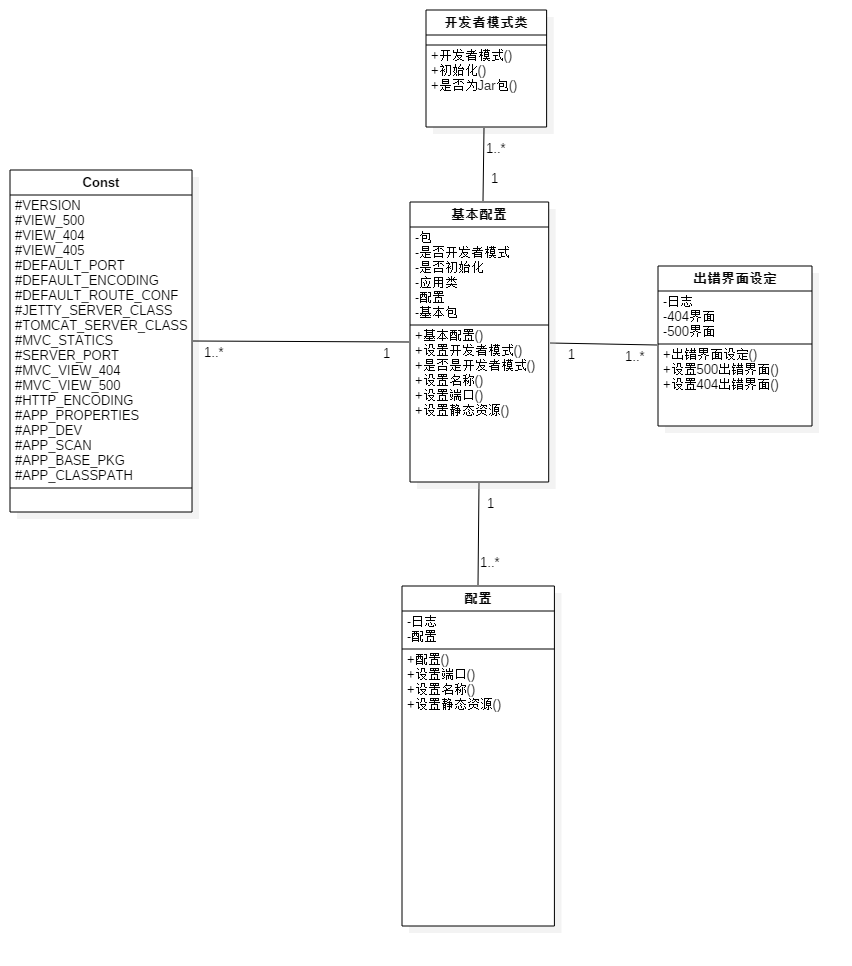 开发者模式类
+开发者模式()
+初始化()
+是否为Jar包()
1..*
1
Const
#VERSION
#VIEW_500
#VIEW_404
#VIEW_405
#DEFAULT_PORT
#DEFAULT_ENCODING
#DEFAULT_ROUTE_CONF
#JETTY_SERVER_CLASS
#TOMCAT_SERVER_CLASS
#MVC_STATICS
#SERVER_PORT
#MVC_VIEW_404
#MVC_VIEW_500
#HTTP_ENCODING
#APP_PROPERTIES
#APP_DEV
#APP_SCAN
#APP_BASE_PKG
#APP_CLASSPATH
1..*
1
基本配置
-包
-是否开发者模式
-是否初始化
-应用类
-配置
-基本包
+基本配置()
+设置开发者模式()
+是否是开发者模式()
+设置名称()
+设置端口()
+设置静态资源()
1
1..*
出错界面设定
-日志
-404界面
-500界面
+出错界面设定()
+设置500出错界面()
+设置404出错界面()
1
1..*
配置
-日志
-配置
+配置()
+设置端口()
+设置名称()
+设置静态资源()